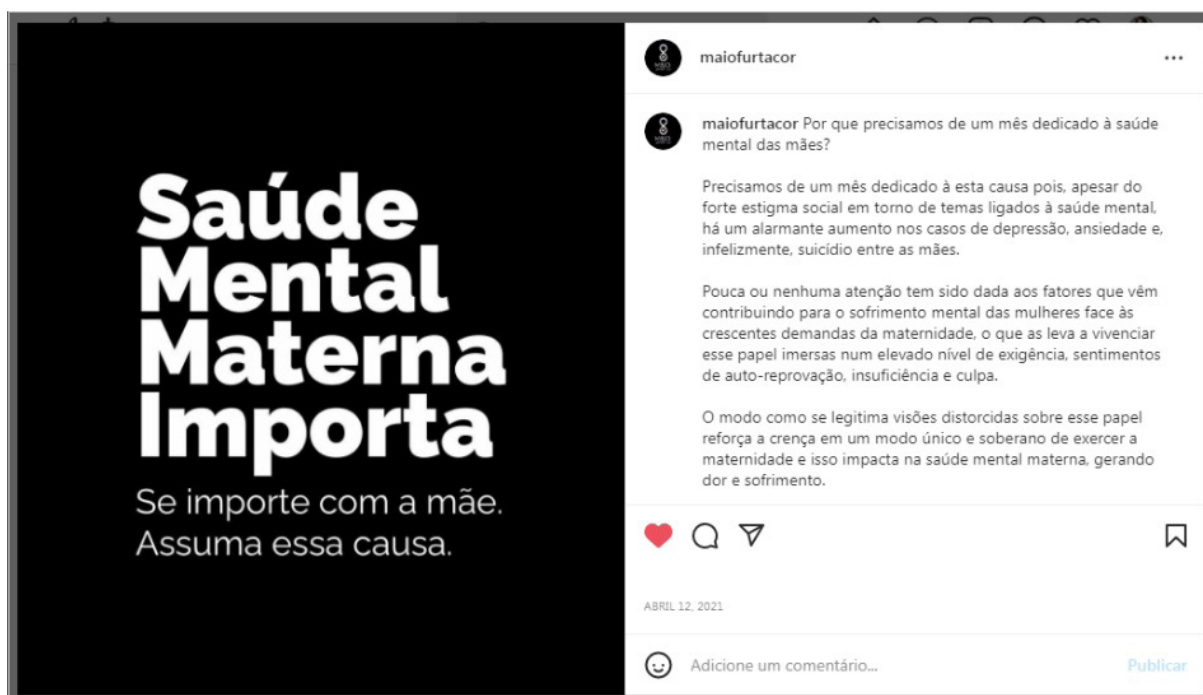 Saúde
Mental
Materna
Importa
Se importe com a mãe.
Assuma essa causa.
maiofurtacor
maiofurtacor Por que precisamos de um mês dedicado à saúde
mental das mães?
Precisamos de um mês dedicado à esta causa pois, apesar do
forte estigma social em torno de temas ligados à saúde mental,
há um alarmante aumento nos casos de depressão, ansiedade e,
infelizmente, suicídio entre as mães.
Pouca ou nenhuma atenção tem sido dada aos fatores que vêm
contribuindo para o sofrimento mental das mulheres face às
crescentes demandas da maternidade, o que as leva a vivenciar
esse papel imersas num elevado nível de exigência, sentimentos
de auto-reprovação, insuficiência e culpa.
O modo como se legitima visões distorcidas sobre esse papel
reforça a crença em um modo único e soberano de exercer a
maternidade e isso impacta na saúde mental materna, gerando
dor e sofrimento.
ABRIL 12, 2021
Adicione um comentário...
Publicar